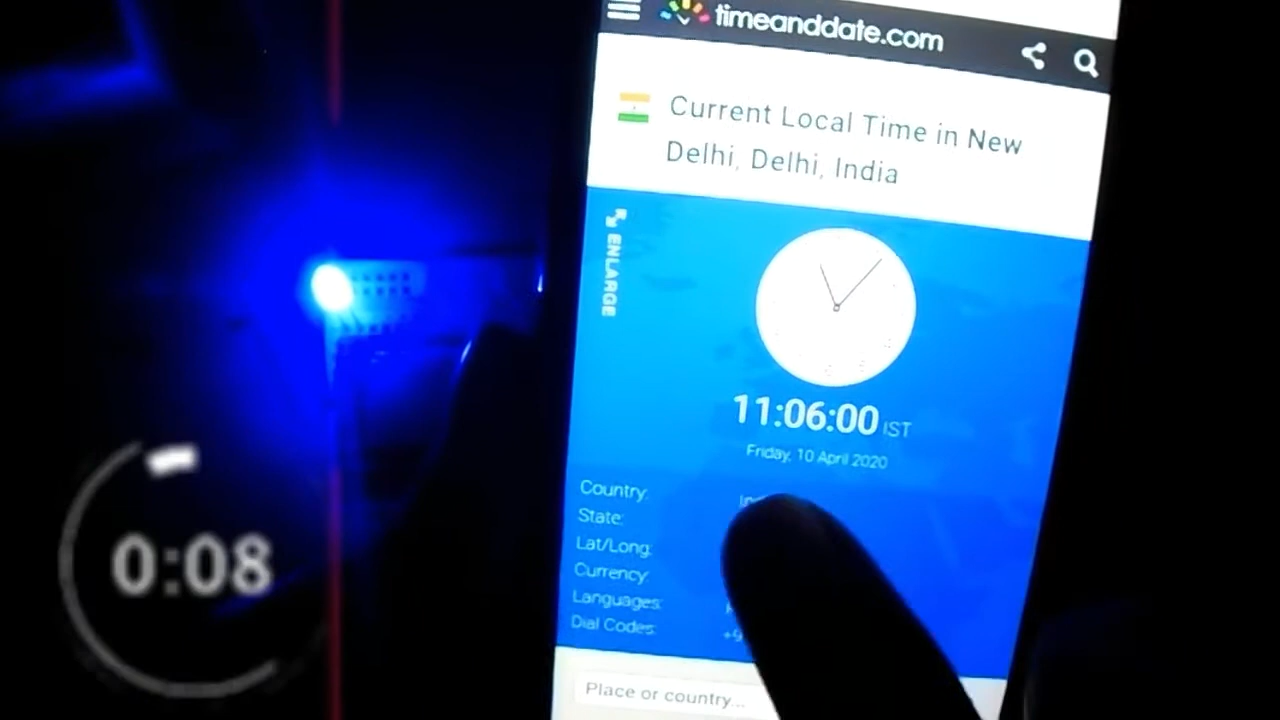 timeanddate.com
Current Local Time in New
Delhi, Delhi, India
ENLARGE
11:06:00 IST
Friday, 10 April 2020
Country:
State:
Lat/Long:
Currency:
Languages:
Dial Codes: +9
Place or country...
0:08